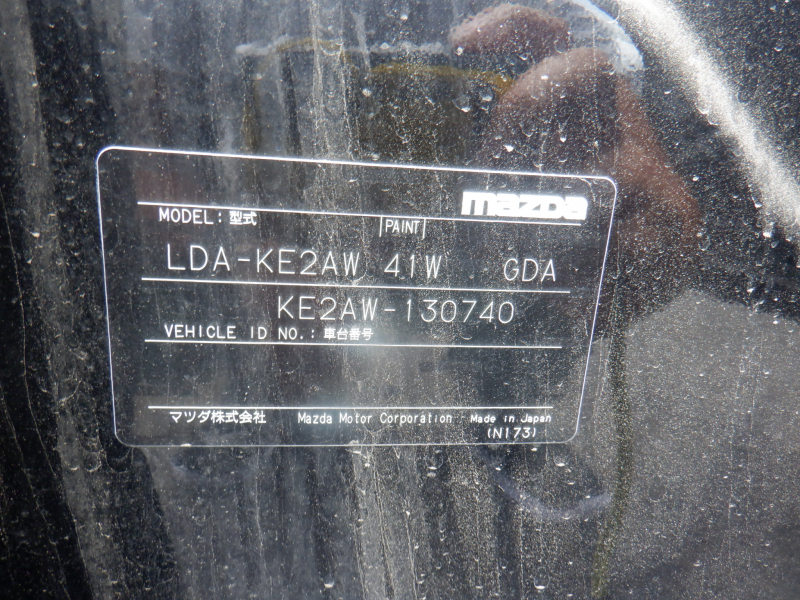 mazda
MODEL:型式 PAINT
LDA-KE2AW 41W GDA
KE2AW-130740
VEHICLE ID NO.:車台番号
マツダ株式会社 Mazda Motor Corporation Made in Japan
(N173)